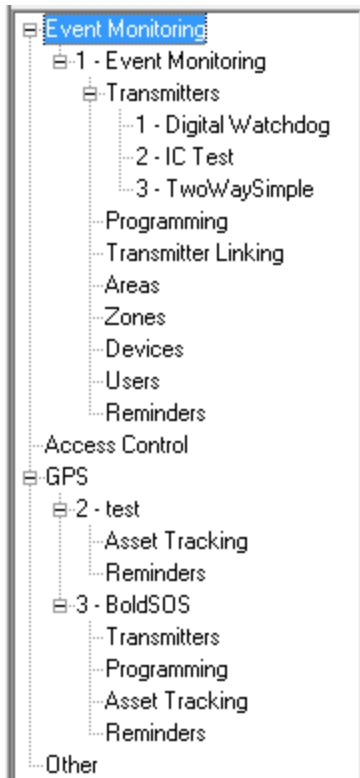 Event Monitoring
1 - Event Monitoring
Transmitters
1 - Digital Watchdog
2 - IC Test
3 - TwoWaySimple
Programming
Transmitter Linking
Areas
Zones
Devices
Users
Reminders
Access Control
GPS
2 - test
Asset Tracking
Reminders
3 - BoldSOS
Transmitters
Programming
Asset Tracking
Reminders
Other